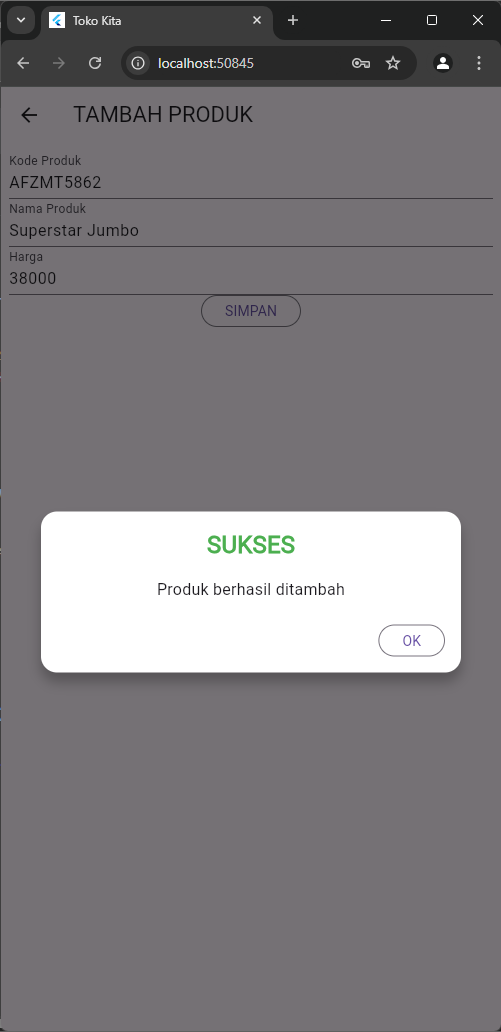 Toko Kita
localhost:50845
TAMBAH PRODUK
Kode Produk
AFZMT5862
Nama Produk
Superstar Jumbo
Harga
38000
SIMPAN
SUKSES
Produk berhasil ditambah
OK